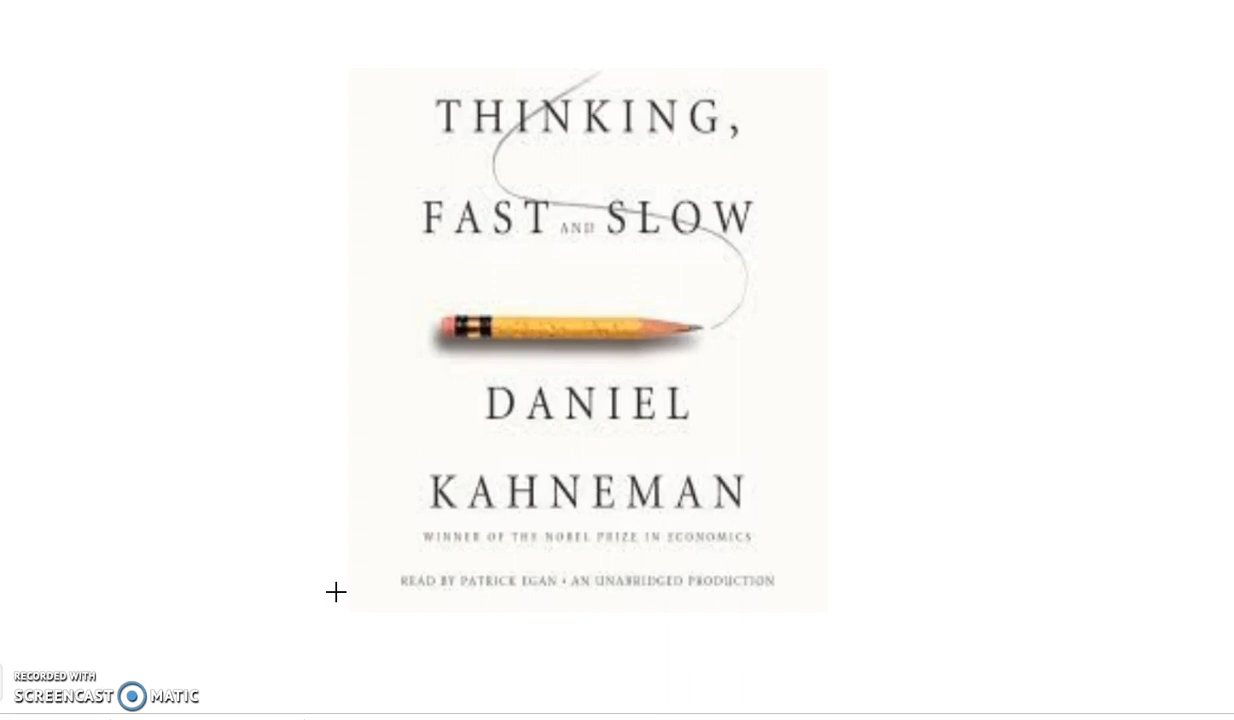 THINKING,
FAST AND SLOW
DANIEL
KAHNEMAN
WINNER OF THE NOBEL PRIZE IN ECONOMICS
READ BY PATRICK EGAN • AN UNABRIDGED PRODUCTION
RECORDED WITH
SCREENCAST MATIC